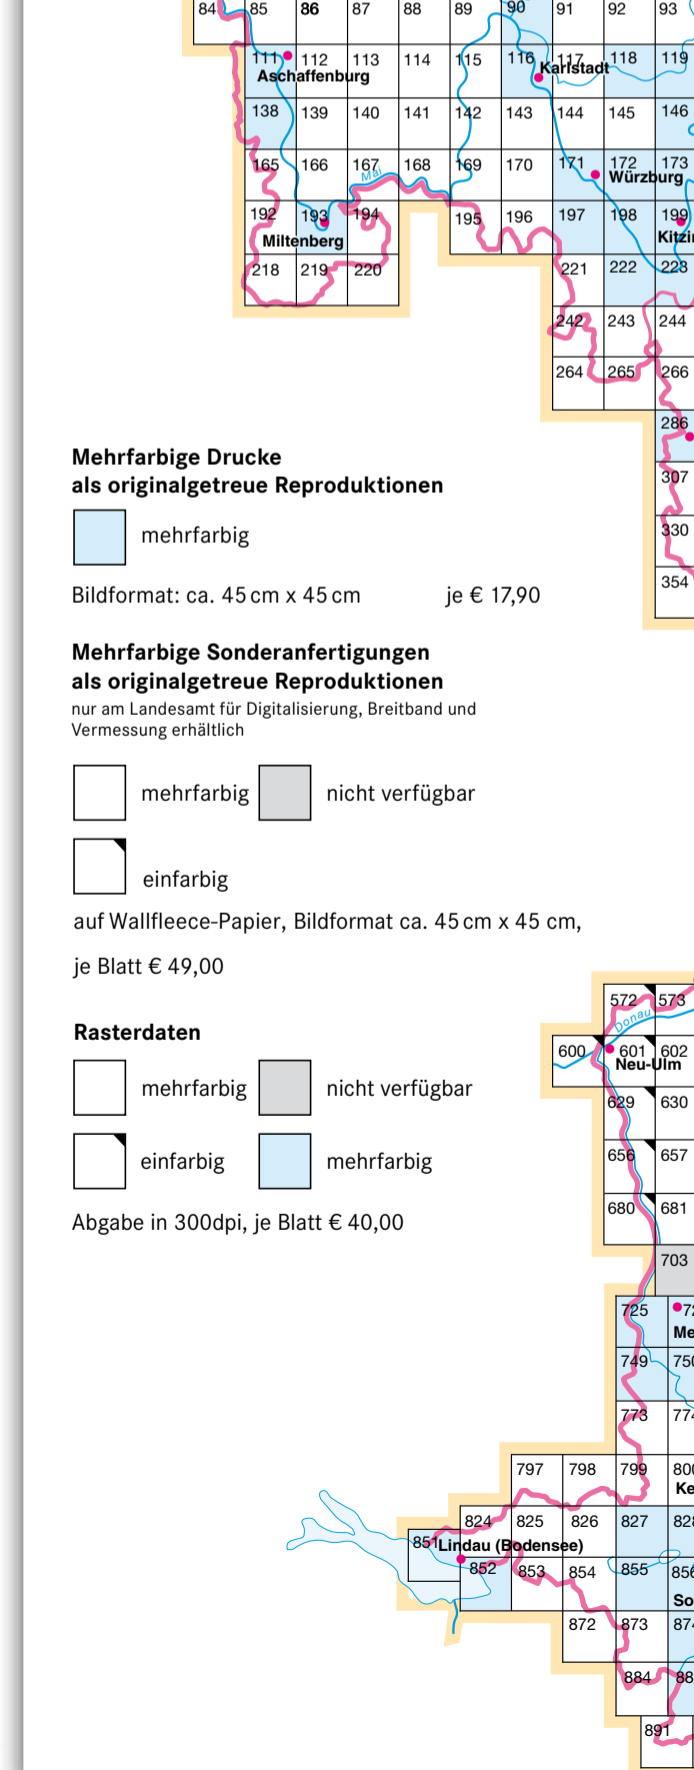 84 85 86 87 88 89 90 91 92 93
111 112 113 114 115 116 117 118 119
Aschaffenburg
Karlstadt
138 139 140 141 142 143 144 145 146
165 166 167 168 169 170 171 172 173
Würzburg
192 193 194 195 196 197 198 199
Miltenberg
218 219 220 221 222 223
242 243 244
264 265 266
286
307
330
354
Mehrfarbige Drucke
als originalgetreue Reproduktionen
mehrfarbig
Bildformat: ca. 45 cm x 45 cm je € 17,90
Mehrfarbige Sonderanfertigungen
als originalgetreue Reproduktionen
nur am Landesamt für Digitalisierung, Breitband und
Vermessung erhältlich
mehrfarbig nicht verfügbar
einfarbig
auf Wallfleece-Papier, Bildformat ca. 45 cm x 45 cm,
je Blatt € 49,00
Rasterdaten
mehrfarbig nicht verfügbar
einfarbig mehrfarbig
Abgabe in 300dpi, je Blatt € 40,00
572 573
Donau
600 601 602
Neu-Ulm
629 630
656 657
680 681
703
725
749
773
797 798 799
824 825 826 827
851 Lindau (Bodensee)
852 853 854 855
872 873
884
891